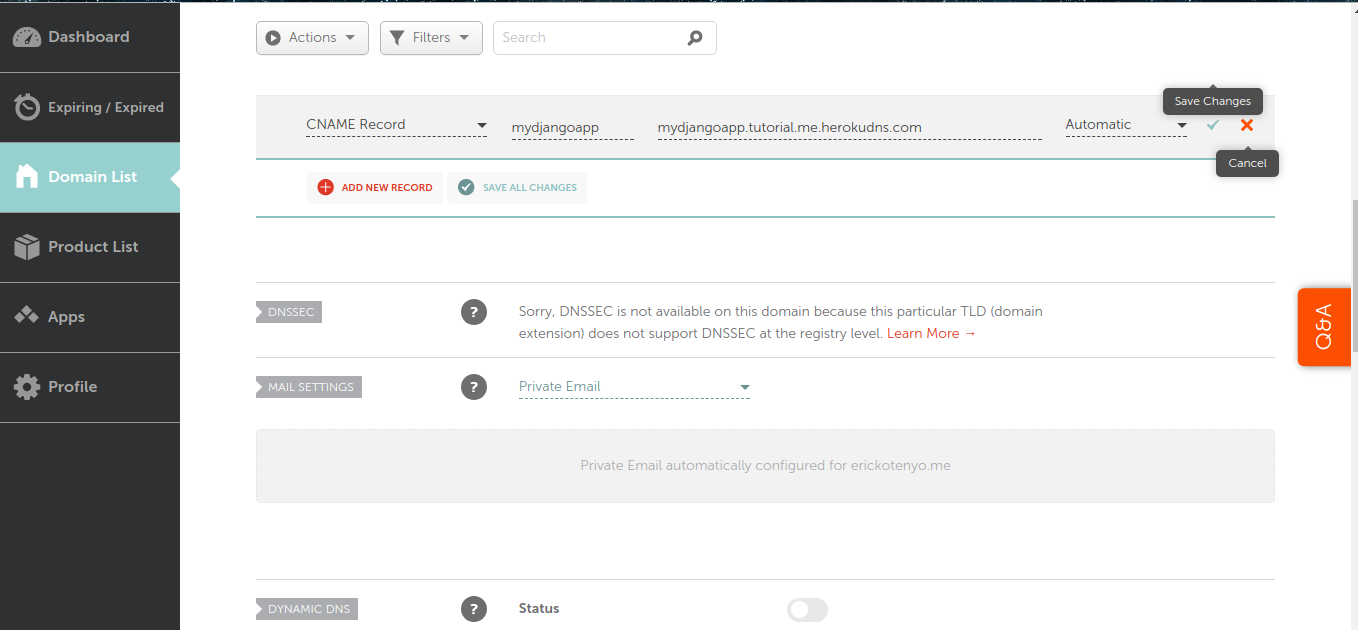 Dashboard
Expiring / Expired
Domain List
Product List
Apps
Profile
Actions
Filters
Search
Save Changes
CNAME Record
mydjangoapp
mydjangoapp.tutorial.me.herokudns.com
Automatic
Cancel
ADD NEW RECORD
SAVE ALL CHANGES
DNSSEC
?
Sorry, DNSSEC is not available on this domain because this particular TLD (domain
extension) does not support DNSSEC at the registry level. Learn More →
MAIL SETTINGS
?
Private Email
Private Email automatically configured for erickotenyo.me
DYNAMIC DNS
?
Status
Q&A